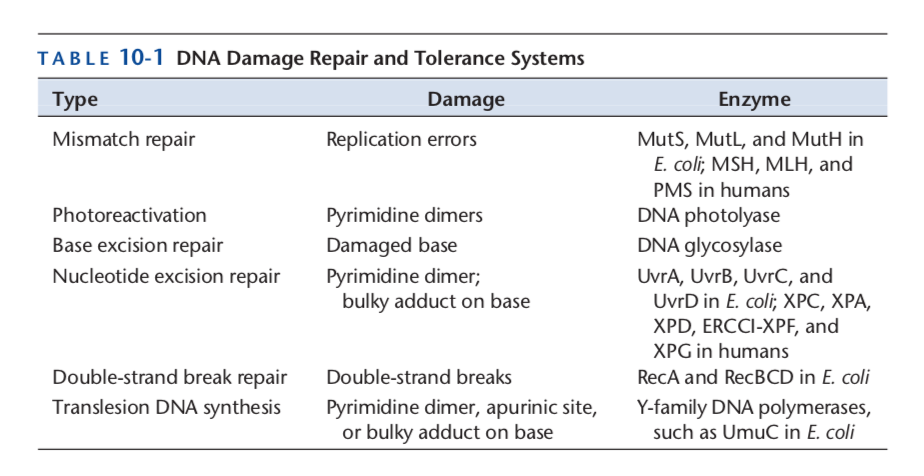 TABLE 10-1 DNA Damage Repair and Tolerance Systems
Type Damage Enzyme
Mismatch repair Replication errors MutS, MutL, and MutH in
E. coli; MSH, MLH, and
PMS in humans
Photoreactivation Pyrimidine dimers DNA photolyase
Base excision repair Damaged base DNA glycosylase
Nucleotide excision repair Pyrimidine dimer; UvrA, UvrB, UvrC, and
bulky adduct on base UvrD in E. coli; XPC, XPA,
XPD, ERCCI-XPF, and
XPG in humans
Double-strand break repair Double-strand breaks RecA and RecBCD in E. coli
Translesion DNA synthesis Pyrimidine dimer, apurinic site, Y-family DNA polymerases,
or bulky adduct on base such as UmuC in E. coli